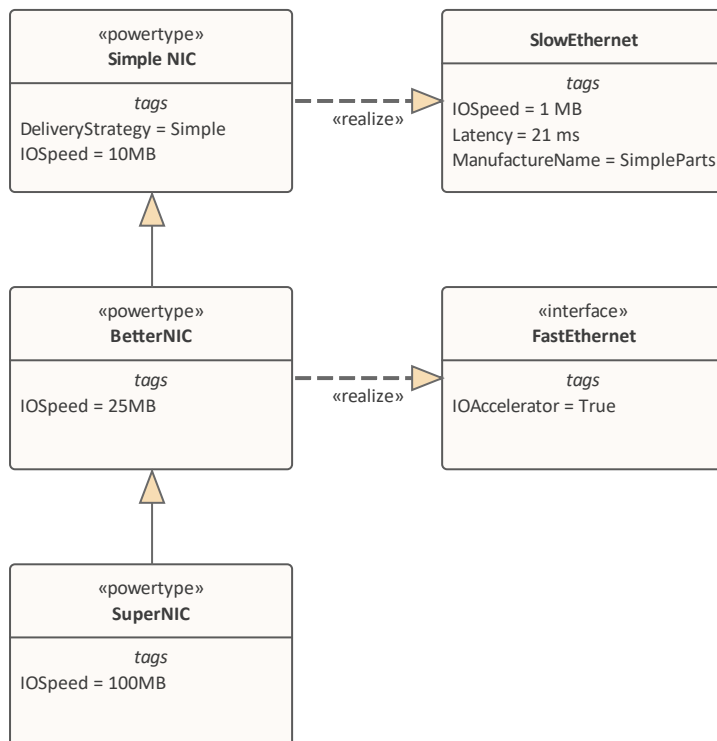 «powertype»
Simple NIC
tags
DeliveryStrategy = Simple
IOSpeed = 10MB
«realize»
SlowEthernet
tags
IOSpeed = 1 MB
Latency = 21 ms
ManufactureName = SimpleParts
«powertype»
BetterNIC
tags
IOSpeed = 25MB
«realize»
«interface»
FastEthernet
tags
IOAccelerator = True
«powertype»
SuperNIC
tags
IOSpeed = 100MB